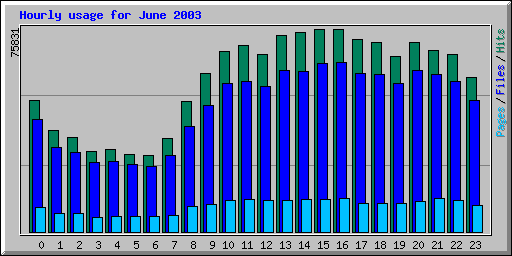 Hourly usage for June 2003
75831
Pages / Files / Hits
0 1 2 3 4 5 6 7 8 9 10 11 12 13 14 15 16 17 18 19 20 21 22 23